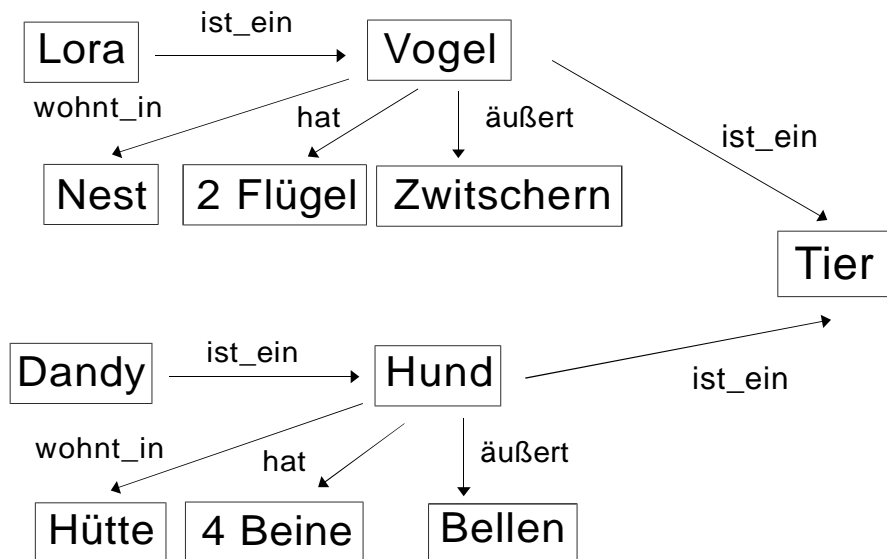 Lora
ist_ein
Vogel
wohnt_in
hat
äußert
ist_ein
Nest
2 Flügel
Zwitschern
Tier
Dandy
ist_ein
Hund
ist_ein
wohnt_in
hat
äußert
Hütte
4 Beine
Bellen